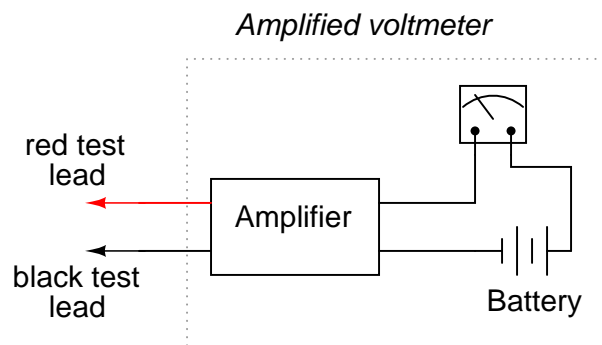 Amplified voltmeter
red test
lead
Amplifier
black test
lead
Battery